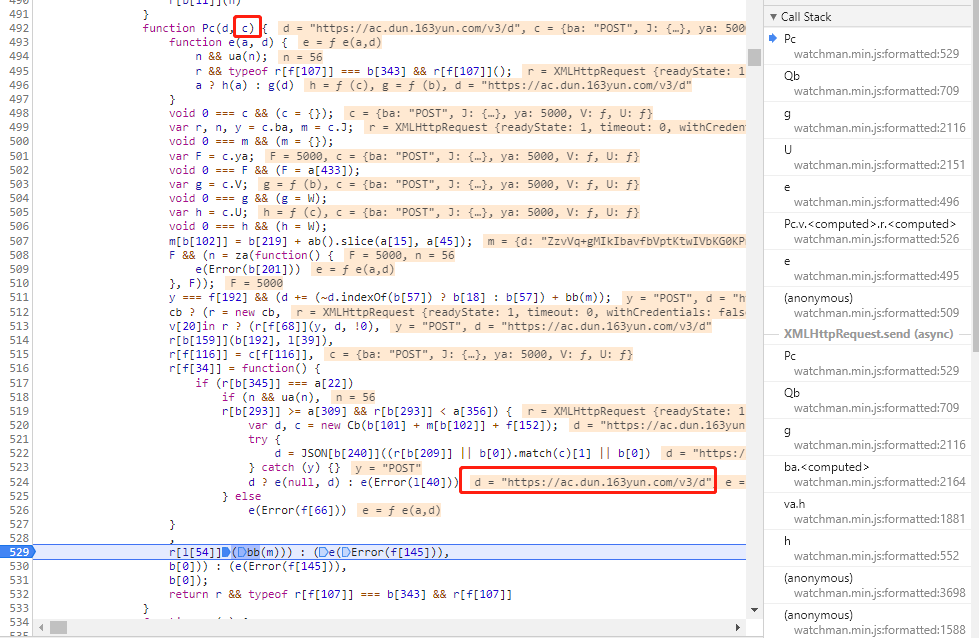 490 r[b[11]](n)
491 }
492 function Pc(d, c) { d = "https://ac.dun.163yun.com/v3/d", c = {ba: "POST", J: {…}, ya: 5000
493 function e(a, d) { e = ƒ e(a,d)
494 n && ua(n); n = 56
495 r && typeof r[f[107]] === b[343] && r[f[107]](); r = XMLHttpRequest {readyState: 1
496 a ? h(a) : g(d) h = ƒ (c), g = ƒ (b), d = "https://ac.dun.163yun.com/v3/d"
497 }
498 void 0 === c && (c = {}); c = {ba: "POST", J: {…}, ya: 5000, V: ƒ, U: ƒ}
499 var r, n, y = c.ba, m = c.J; r = XMLHttpRequest {readyState: 1, timeout: 0, withCreden
500 void 0 === m && (m = {});
501 var F = c.ya; F = 5000, c = {ba: "POST", J: {…}, ya: 5000, V: ƒ, U: ƒ}
502 void 0 === F && (F = a[433]);
503 var g = c.V; g = ƒ (b), c = {ba: "POST", J: {…}, ya: 5000, V: ƒ, U: ƒ}
504 void 0 === g && (g = W);
505 var h = c.U; h = ƒ (c), c = {ba: "POST", J: {…}, ya: 5000, V: ƒ, U: ƒ}
506 void 0 === h && (h = W);
507 m[b[102]] = b[219] + ab().slice(a[15], a[45]); m = {d: "ZzvVq+gMIkIbavfbVptKtwIVbKG0KP
508 F && (n = za(function() { F = 5000, n = 56
509 e(Error(b[201])) e = ƒ e(a,d)
510 }, F)); F = 5000
511 y === f[192] && (d += (~d.indexOf(b[57]) ? b[18] : b[57]) + bb(m)); y = "POST", d = "h
512 cb ? (r = new cb, r = XMLHttpRequest {readyState: 1, timeout: 0, withCredentials: fals
513 v[20]in r ? (r[f[68]](y, d, !0), y = "POST", d = "https://ac.dun.163yun.com/v3/d"
514 r[b[159]](b[192], l[39]),
515 r[f[116]] = c[f[116]], c = {ba: "POST", J: {…}, ya: 5000, V: ƒ, U: ƒ}
516 r[f[34]] = function() {
517 if (r[b[345]] === a[22])
518 if (n && ua(n), n = 56
519 r[b[293]] >= a[309] && r[b[293]] < a[356]) { r = XMLHttpRequest {readyState: 1
520 var d, c = new Cb(b[101] + m[b[102]] + f[152]); d = "https://ac.dun.163yun
521 try {
522 d = JSON[b[240]]((r[b[209]] || b[0]).match(c)[1] || b[0]) d = "https:/
523 } catch (y) {} y = "POST"
524 d ? e(null, d) : e(Error(l[40])) d = "https://ac.dun.163yun.com/v3/d" e =
525 } else
526 e(Error(f[66])) e = ƒ e(a,d)
527 }
528 ,
529 r[l[54]](bb(m))) : (e(Error(f[145])),
530 b[0])) : (e(Error(f[145])),
531 b[0]);
532 return r && typeof r[f[107]] === b[343] && r[f[107]]
533 }
534
535
Call Stack
Pc
watchman.min.js:formatted:529
Qb
watchman.min.js:formatted:709
g
watchman.min.js:formatted:2116
U
watchman.min.js:formatted:2151
e
watchman.min.js:formatted:496
Pc.v.<computed>.r.<computed>
watchman.min.js:formatted:526
e
watchman.min.js:formatted:495
(anonymous)
watchman.min.js:formatted:509
XMLHttpRequest.send (async)
Pc
watchman.min.js:formatted:529
Qb
watchman.min.js:formatted:709
g
watchman.min.js:formatted:2116
ba.<computed>
watchman.min.js:formatted:2164
va.h
watchman.min.js:formatted:1881
h
watchman.min.js:formatted:552
(anonymous)
watchman.min.js:formatted:3698
(anonymous)
watchman.min.js:formatted:1588